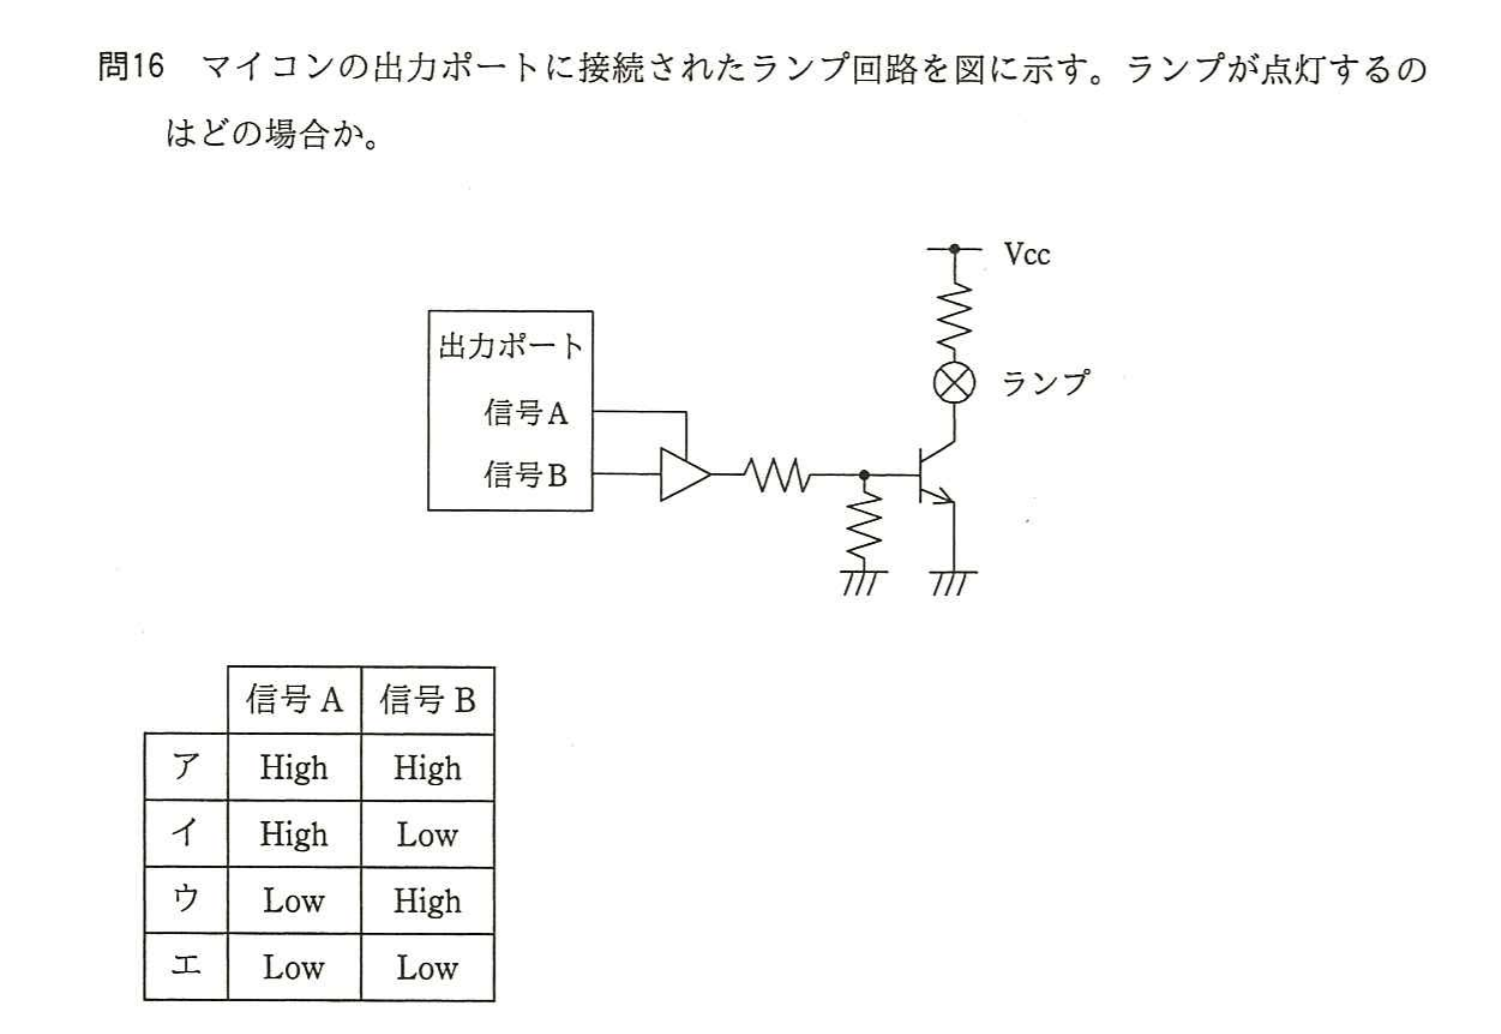 問16　マイコンの出力ポートに接続されたランプ回路を図に示す。ランプが点灯するの
はどの場合か。
Vcc
出力ポート
ランプ
信号A
信号B
信号 A 信号 B
ア High High
イ High Low
ウ Low High
エ Low Low